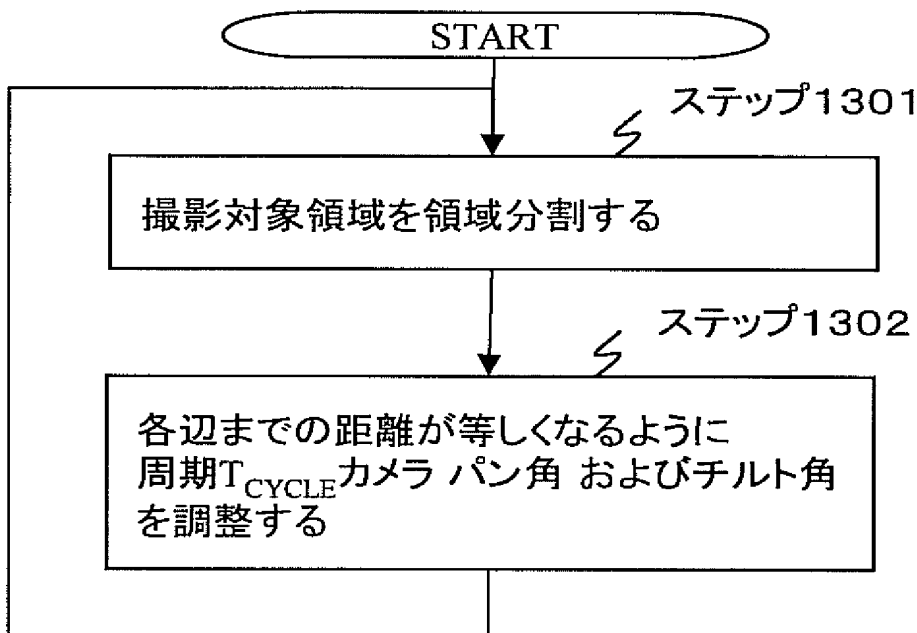 START
ステップ1301
撮影対象領域を領域分割する
ステップ1302
各辺までの距離が等しくなるように
周期TCYCLEカメラ パン角 およびチルト角
を調整する